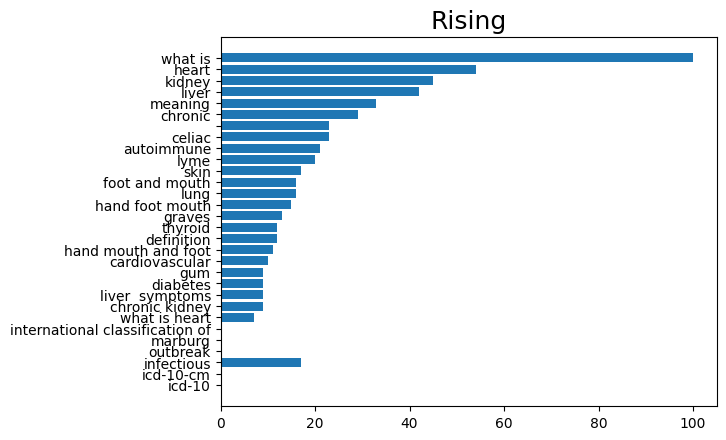 Rising
what is
heart
kidney
liver
meaning
chronic
celiac
autoimmune
lyme
skin
foot and mouth
lung
hand foot mouth
graves
thyroid
definition
hand mouth and foot
cardiovascular
gum
diabetes
liver  symptoms
chronic kidney
what is heart
international classification of
marburg
outbreak
infectious
icd-10-cm
icd-10
0 20 40 60 80 100